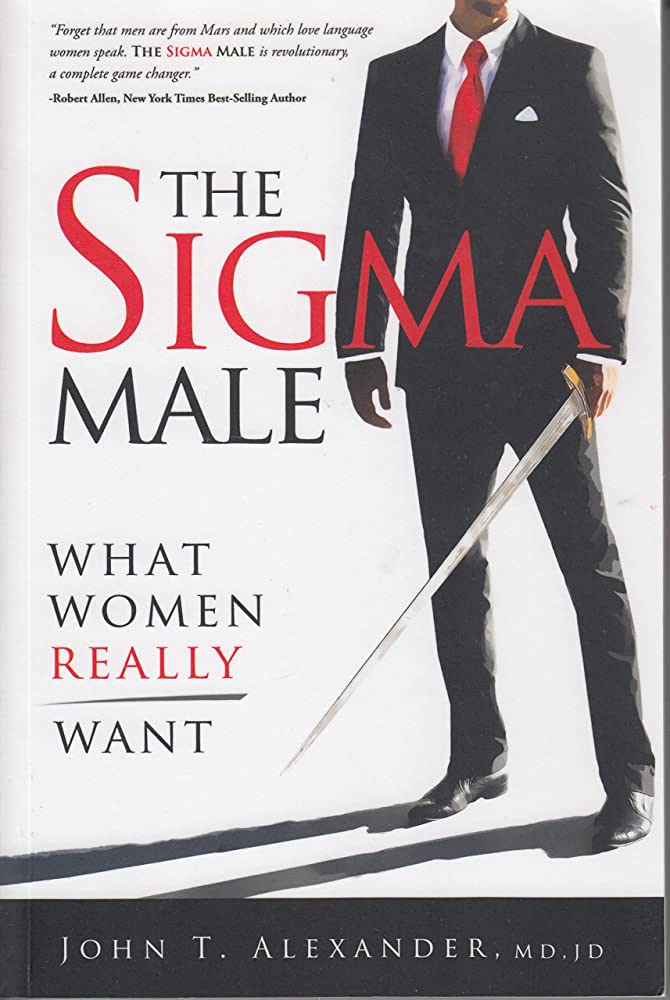 “Forget that men are from Mars and which love language
women speak. THE SIGMA MALE is revolutionary,
a complete game changer.”
-Robert Allen, New York Times Best-Selling Author
THE
SIGMA
MALE
WHAT
WOMEN
REALLY
WANT
JOHN T. ALEXANDER, MD, JD